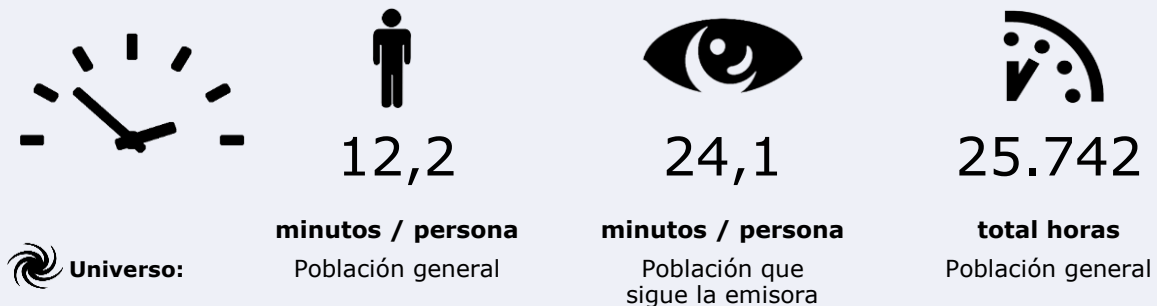 12,2
24,1
25.742
minutos / persona
minutos / persona
total horas
Universo:
Población general
Población que
sigue la emisora
Población general